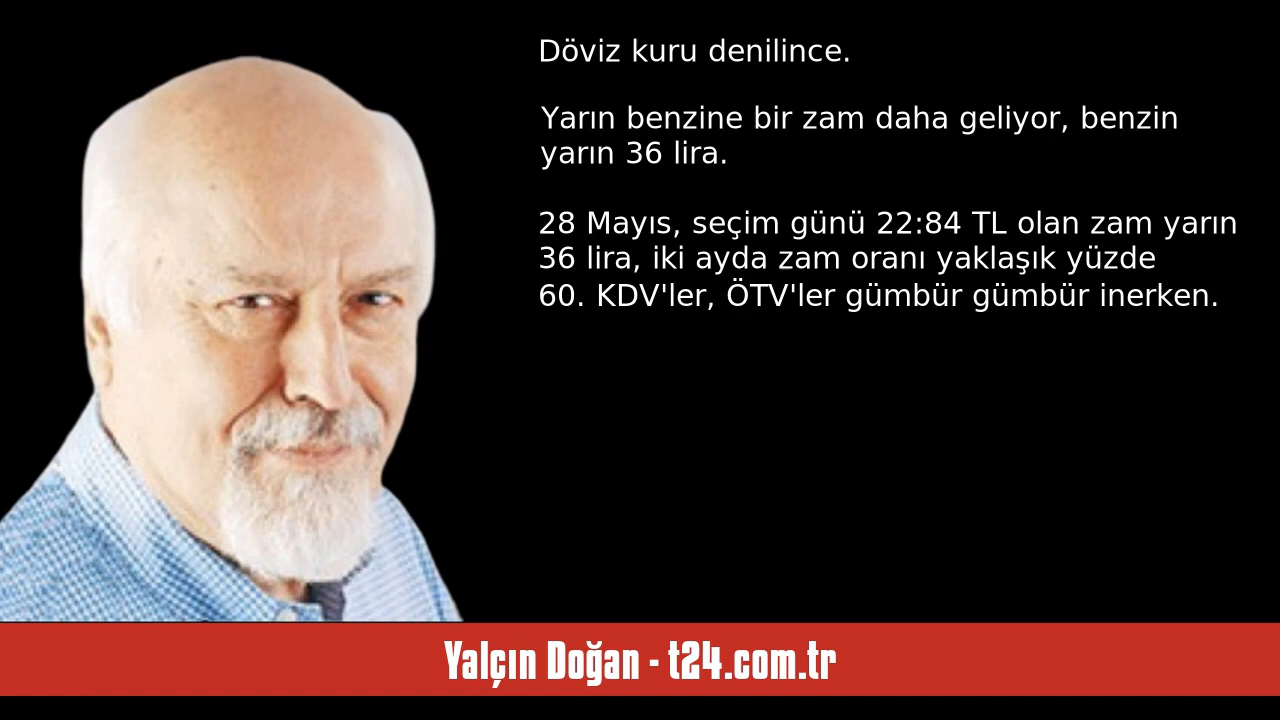 Döviz kuru denilince.
Yarın benzine bir zam daha geliyor, benzin
yarın 36 lira.
28 Mayıs, seçim günü 22:84 TL olan zam yarın
36 lira, iki ayda zam oranı yaklaşık yüzde
60. KDV'ler, ÖTV'ler gümbür gümbür inerken.
Yalçın Doğan - t24.com.tr